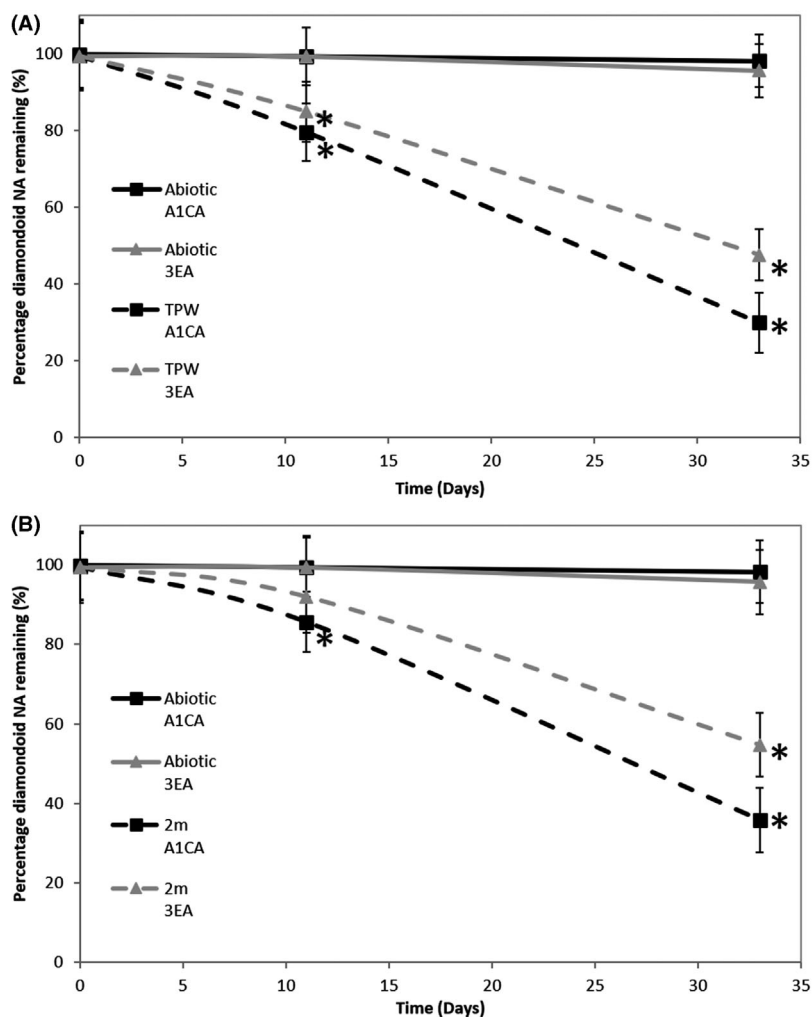 (A)
Percentage diamondoid NA remaining (%)
100
80
60
40
20
0
Abiotic
A1CA
Abiotic
3EA
TPW
A1CA
TPW
3EA
*
*
*
*
0 5 10 15 20 25 30 35
Time (Days)
(B)
Percentage diamondoid NA remaining (%)
100
80
60
40
20
0
Abiotic
A1CA
Abiotic
3EA
2m
A1CA
2m
3EA
*
*
*
0 5 10 15 20 25 30 35
Time (Days)